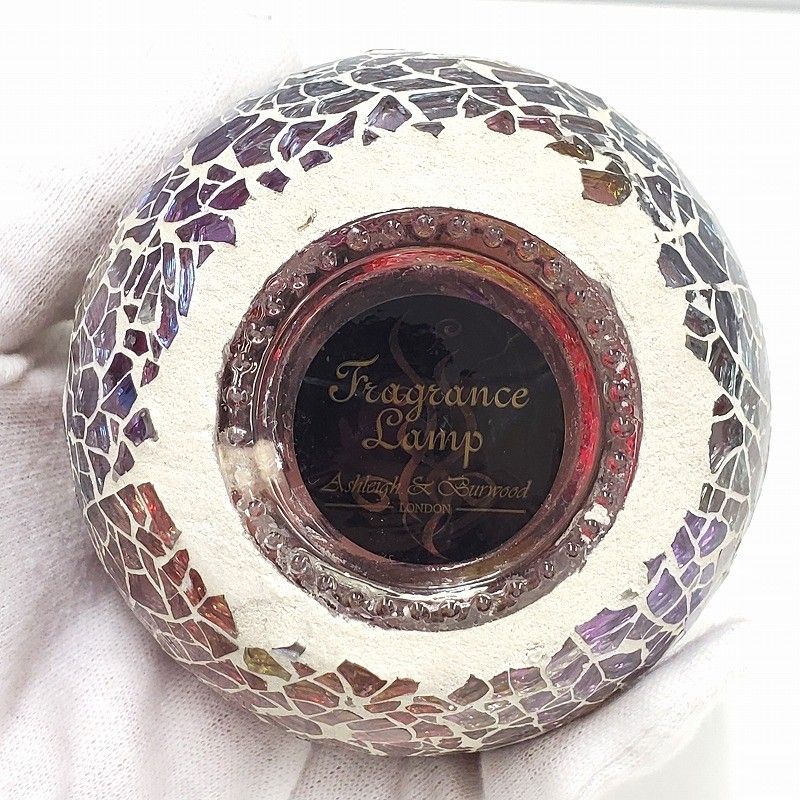 Fragrance
Lamp
Ashleigh & Burwood
LONDON